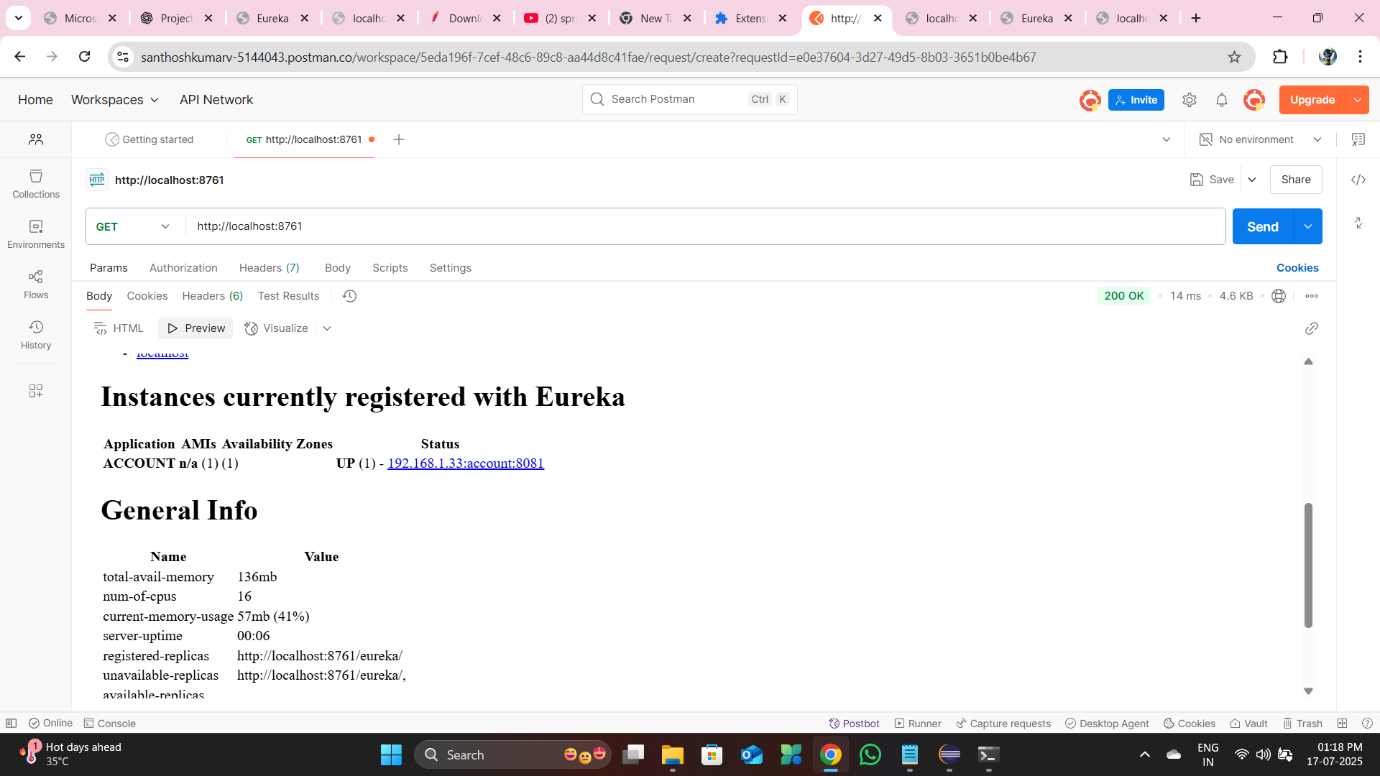 Micros
Project
Eureka
localho
Downlo
(2) spri
New Ta
Extens
http://
localho
Eureka
localho
santhoshkumarv-5144043.postman.co/workspace/5eda196f-7cef-48c6-89c8-aa44d8c41fae/request/create?requestId=e0e37604-3d27-49d5-8b03-3651b0be4b67
Home Workspaces API Network Search Postman Ctrl K Invite Upgrade
Getting started GET http://localhost:8761 No environment
HTTP http://localhost:8761 Save Share
Collections
GET http://localhost:8761 Send
Environments
Params Authorization Headers (7) Body Scripts Settings Cookies
Flows
Body Cookies Headers (6) Test Results 200 OK 14 ms 4.6 KB
HTML Preview Visualize
History
localhost
Instances currently registered with Eureka
Application AMIs Availability Zones Status
ACCOUNT n/a (1) (1) UP (1) - 192.168.1.33:account:8081
General Info
Name Value
total-avail-memory 136mb
num-of-cpus 16
current-memory-usage 57mb (41%)
server-uptime 00:06
registered-replicas http://localhost:8761/eureka/
unavailable-replicas http://localhost:8761/eureka/,
available-replicas
Online Console Postbot Runner Capture requests Desktop Agent Cookies Vault Trash
1 Hot days ahead
35°C
Search
ENG
IN
01:18 PM
17-07-2025